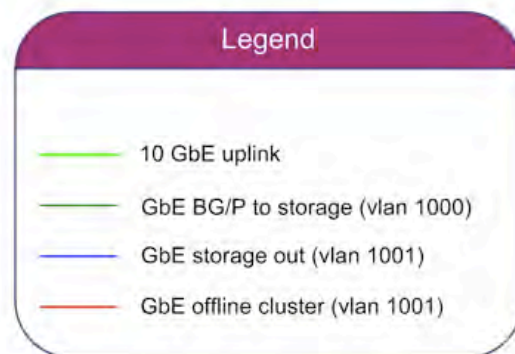 Legend
10 GbE uplink
GbE BG/P to storage (vlan 1000)
GbE storage out (vlan 1001)
GbE offline cluster (vlan 1001)